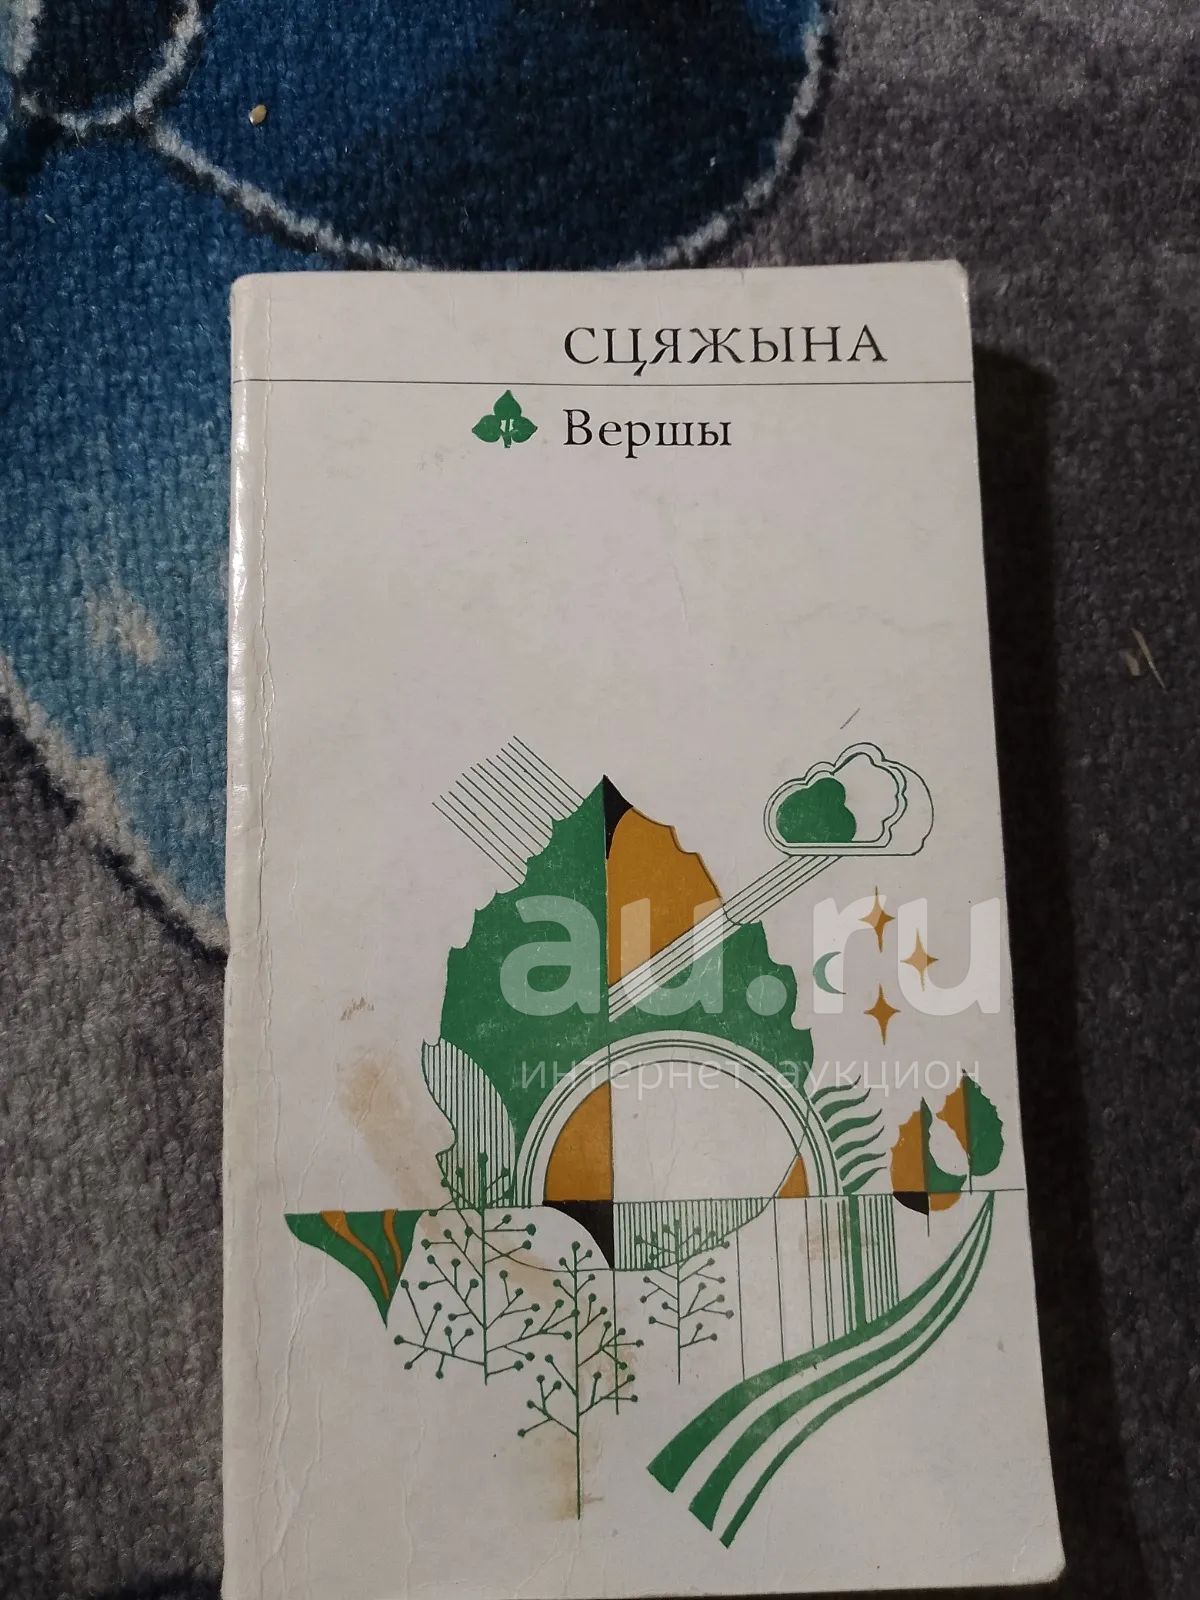 СЦЯЖЫНА
Вершы
au.ru
интернет-аукцион